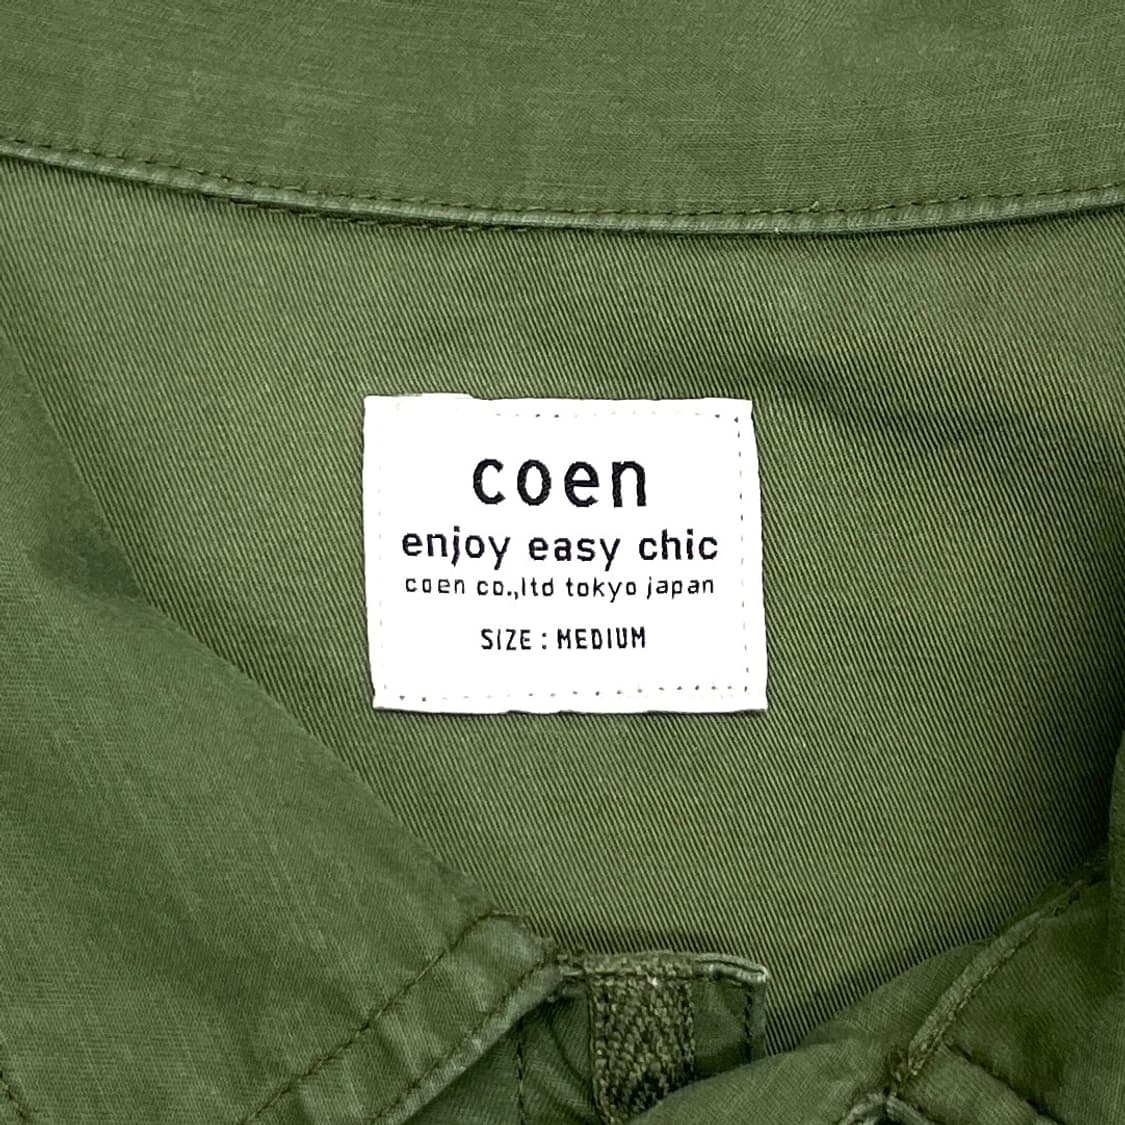 coen
enjoy easy chic
coen co.,ltd tokyo japan
SIZE : MEDIUM